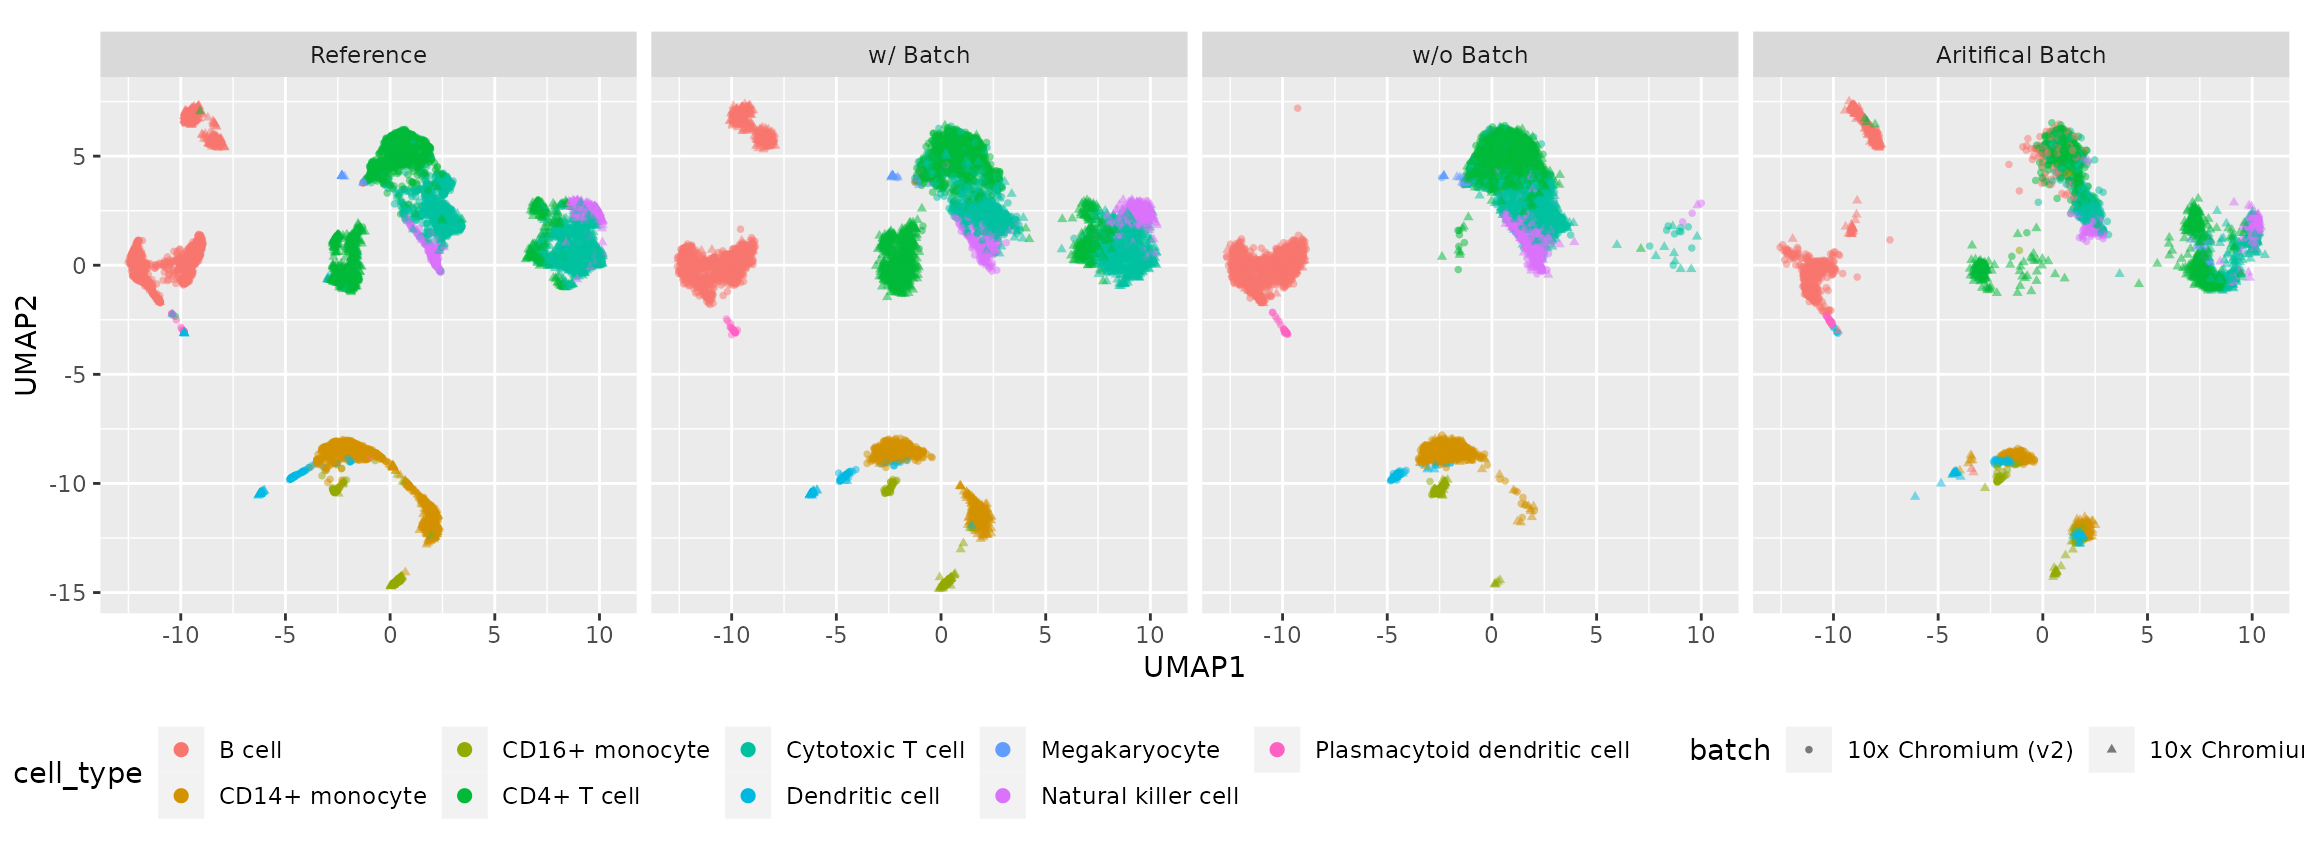 Reference w/ Batch w/o Batch Aritifical Batch
UMAP2
5
0
-5
-10
-15
-10 -5 0 5 10 -10 -5 0 5 10 -10 -5 0 5 10 -10 -5 0 5 10
UMAP1
cell_type
B cell CD16+ monocyte Cytotoxic T cell Megakaryocyte Plasmacytoid dendritic cell
CD14+ monocyte CD4+ T cell Dendritic cell Natural killer cell
batch 10x Chromium (v2) 10x